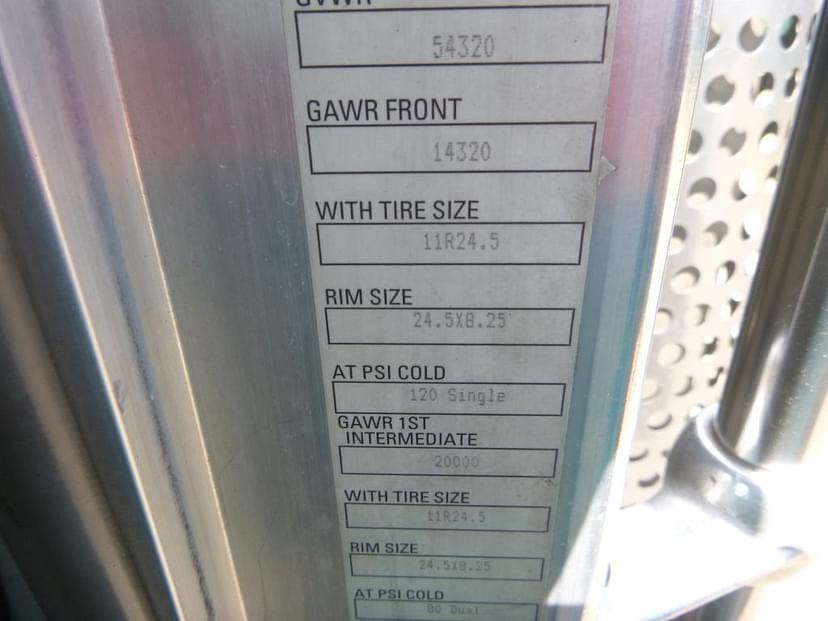 GVWR
54320
GAWR FRONT
14320
WITH TIRE SIZE
11R24.5
RIM SIZE
24.5X8.25
AT PSI COLD
120 Single
GAWR 1ST
INTERMEDIATE
20000
WITH TIRE SIZE
11R24.5
RIM SIZE
24.5X8.25
AT PSI COLD
80 Dual